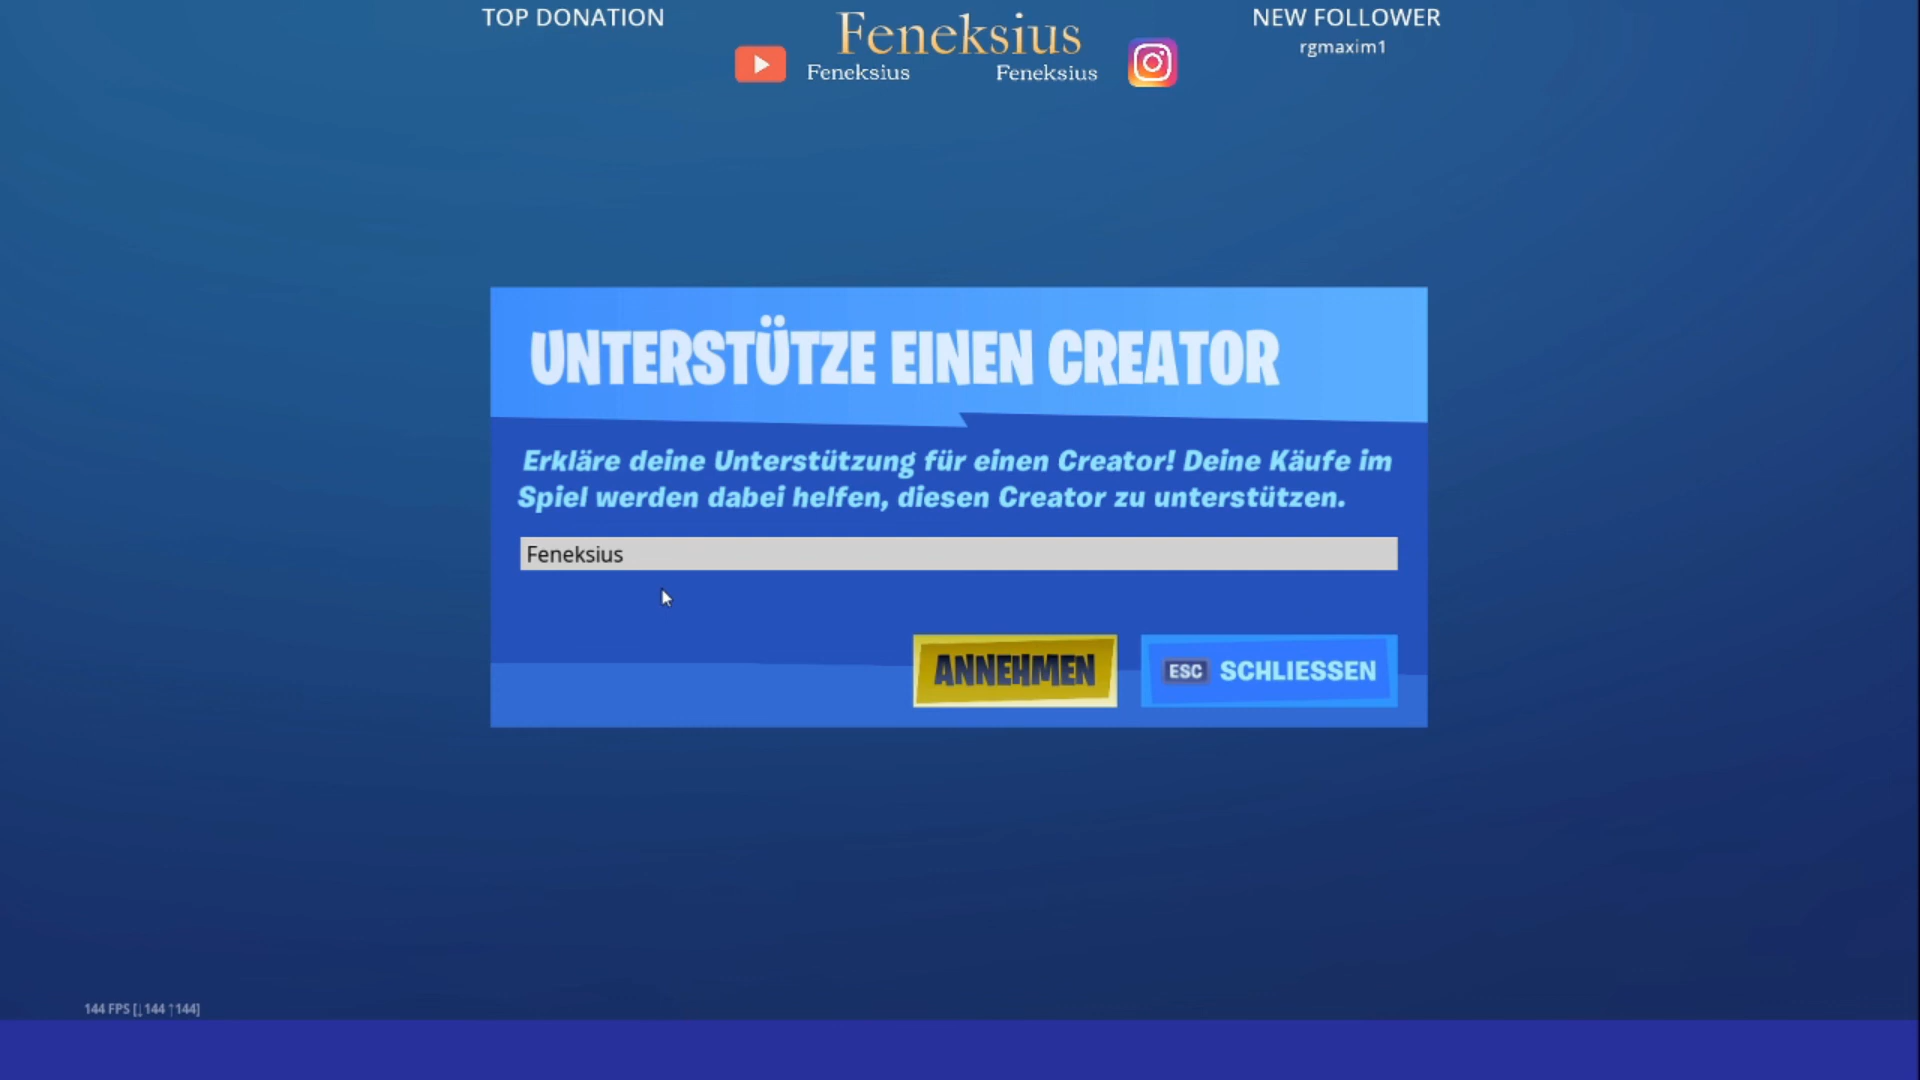 TOP DONATION
Feneksius
NEW FOLLOWER
rgmaxim1
Feneksius
Feneksius
UNTERSTÜTZE EINEN CREATOR
Erkläre deine Unterstützung für einen Creator! Deine Käufe im
Spiel werden dabei helfen, diesen Creator zu unterstützen.
Feneksius
ANNEHMEN
ESC SCHLIESSEN
144 FPS [↓144 ↑144]